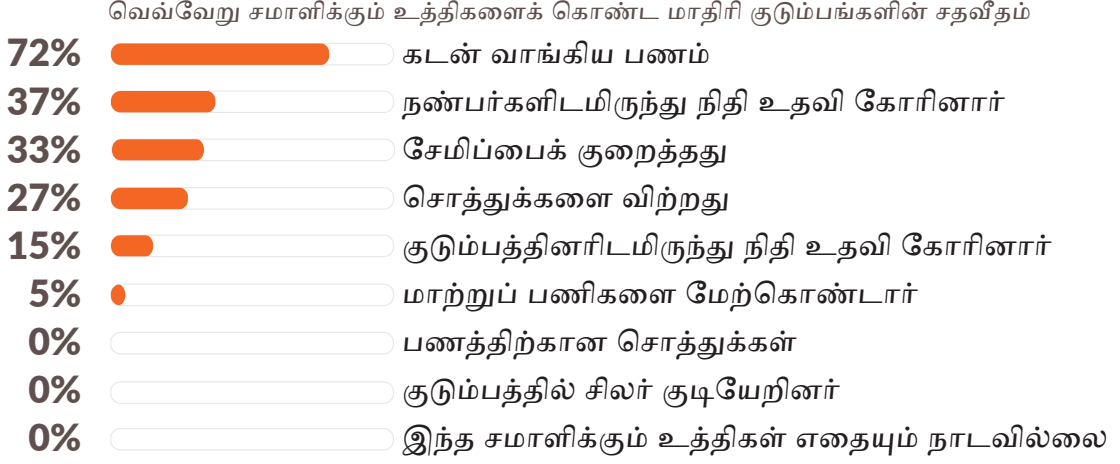 வெவ்வேறு சமாளிக்கும் உத்திகளைக் கொண்ட மாதிரி குடும்பங்களின் சதவீதம்
72% கடன் வாங்கிய பணம்
37% நண்பர்களிடமிருந்து நிதி உதவி கோரினார்
33% சேமிப்பைக் குறைத்தது
27% சொத்துக்களை விற்றது
15% குடும்பத்தினரிடமிருந்து நிதி உதவி கோரினார்
5% மாற்றுப் பணிகளை மேற்கொண்டார்
0% பணத்திற்கான சொத்துக்கள்
0% குடும்பத்தில் சிலர் குடியேறினர்
0% இந்த சமாளிக்கும் உத்திகள் எதையும் நாடவில்லை